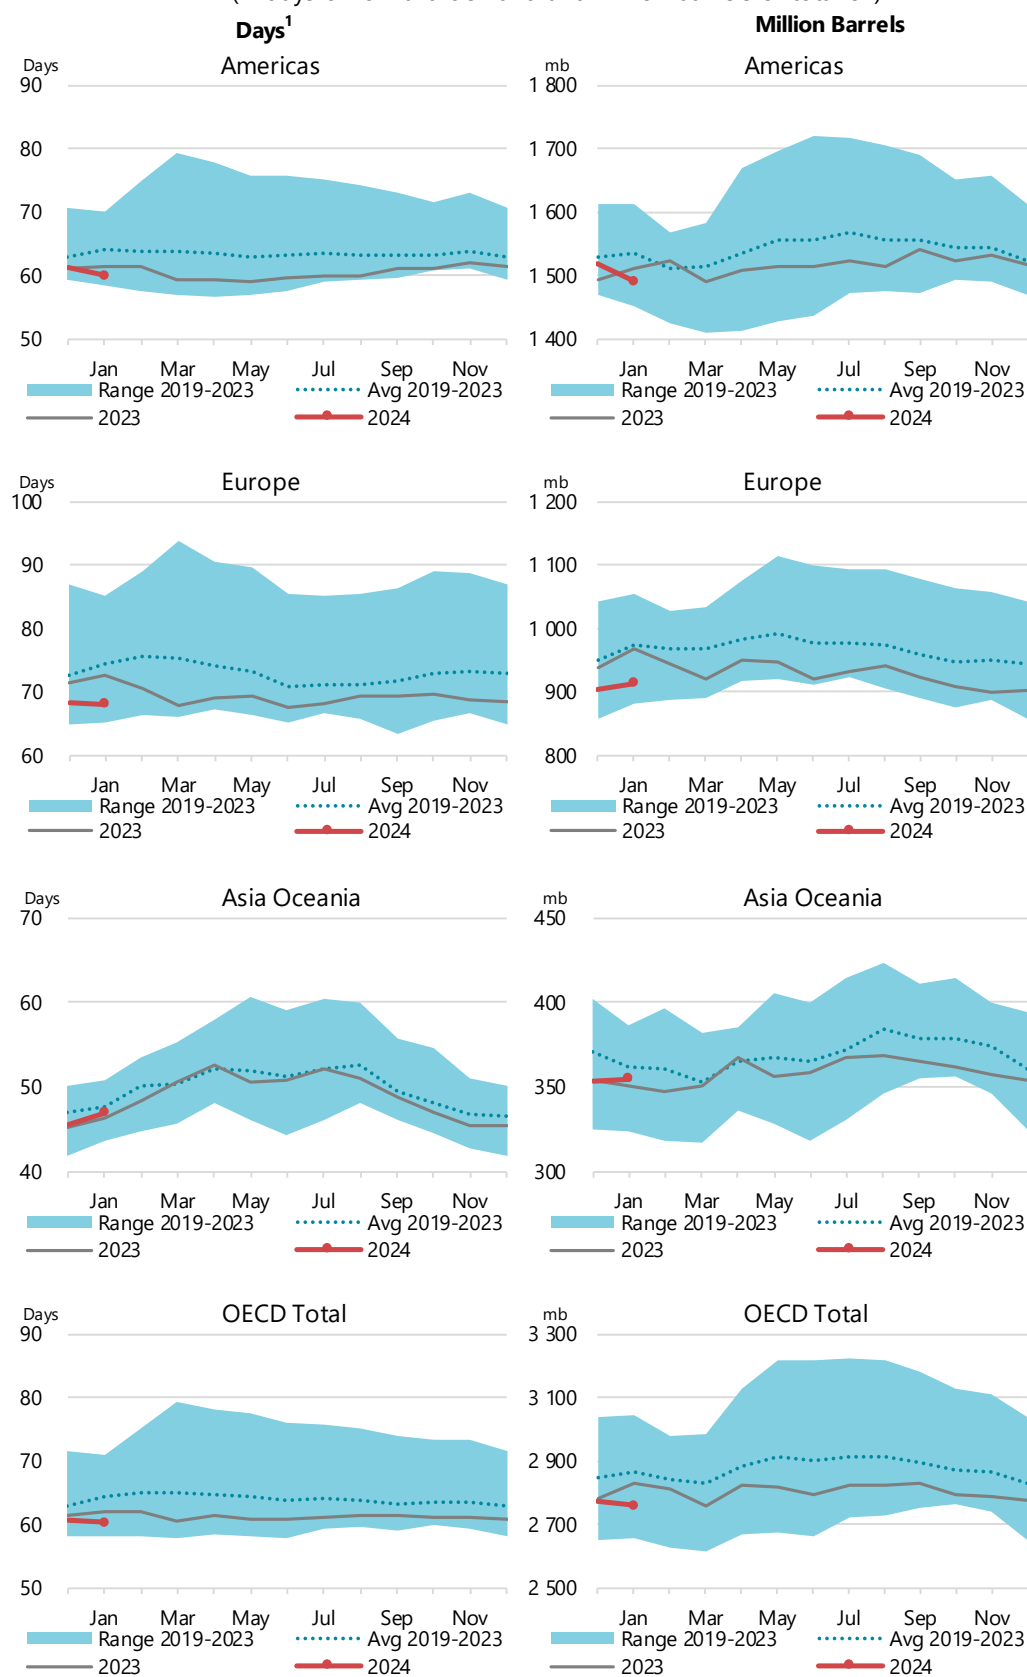 Days¹
Million Barrels
Days
Americas
90
80
70
60
50
Jan Mar May Jul Sep Nov
Range 2019-2023
Avg 2019-2023
2023
2024
mb
Americas
1 800
1 700
1 600
1 500
1 400
Jan Mar May Jul Sep Nov
Range 2019-2023
Avg 2019-2023
2023
2024
Days
Europe
100
90
80
70
60
Jan Mar May Jul Sep Nov
Range 2019-2023
Avg 2019-2023
2023
2024
mb
Europe
1 200
1 100
1 000
900
800
Jan Mar May Jul Sep Nov
Range 2019-2023
Avg 2019-2023
2023
2024
Days
Asia Oceania
70
60
50
40
Jan Mar May Jul Sep Nov
Range 2019-2023
Avg 2019-2023
2023
2024
mb
Asia Oceania
450
400
350
300
Jan Mar May Jul Sep Nov
Range 2019-2023
Avg 2019-2023
2023
2024
Days
OECD Total
90
80
70
60
50
Jan Mar May Jul Sep Nov
Range 2019-2023
Avg 2019-2023
2023
2024
mb
OECD Total
3 300
3 100
2 900
2 700
2 500
Jan Mar May Jul Sep Nov
Range 2019-2023
Avg 2019-2023
2023
2024